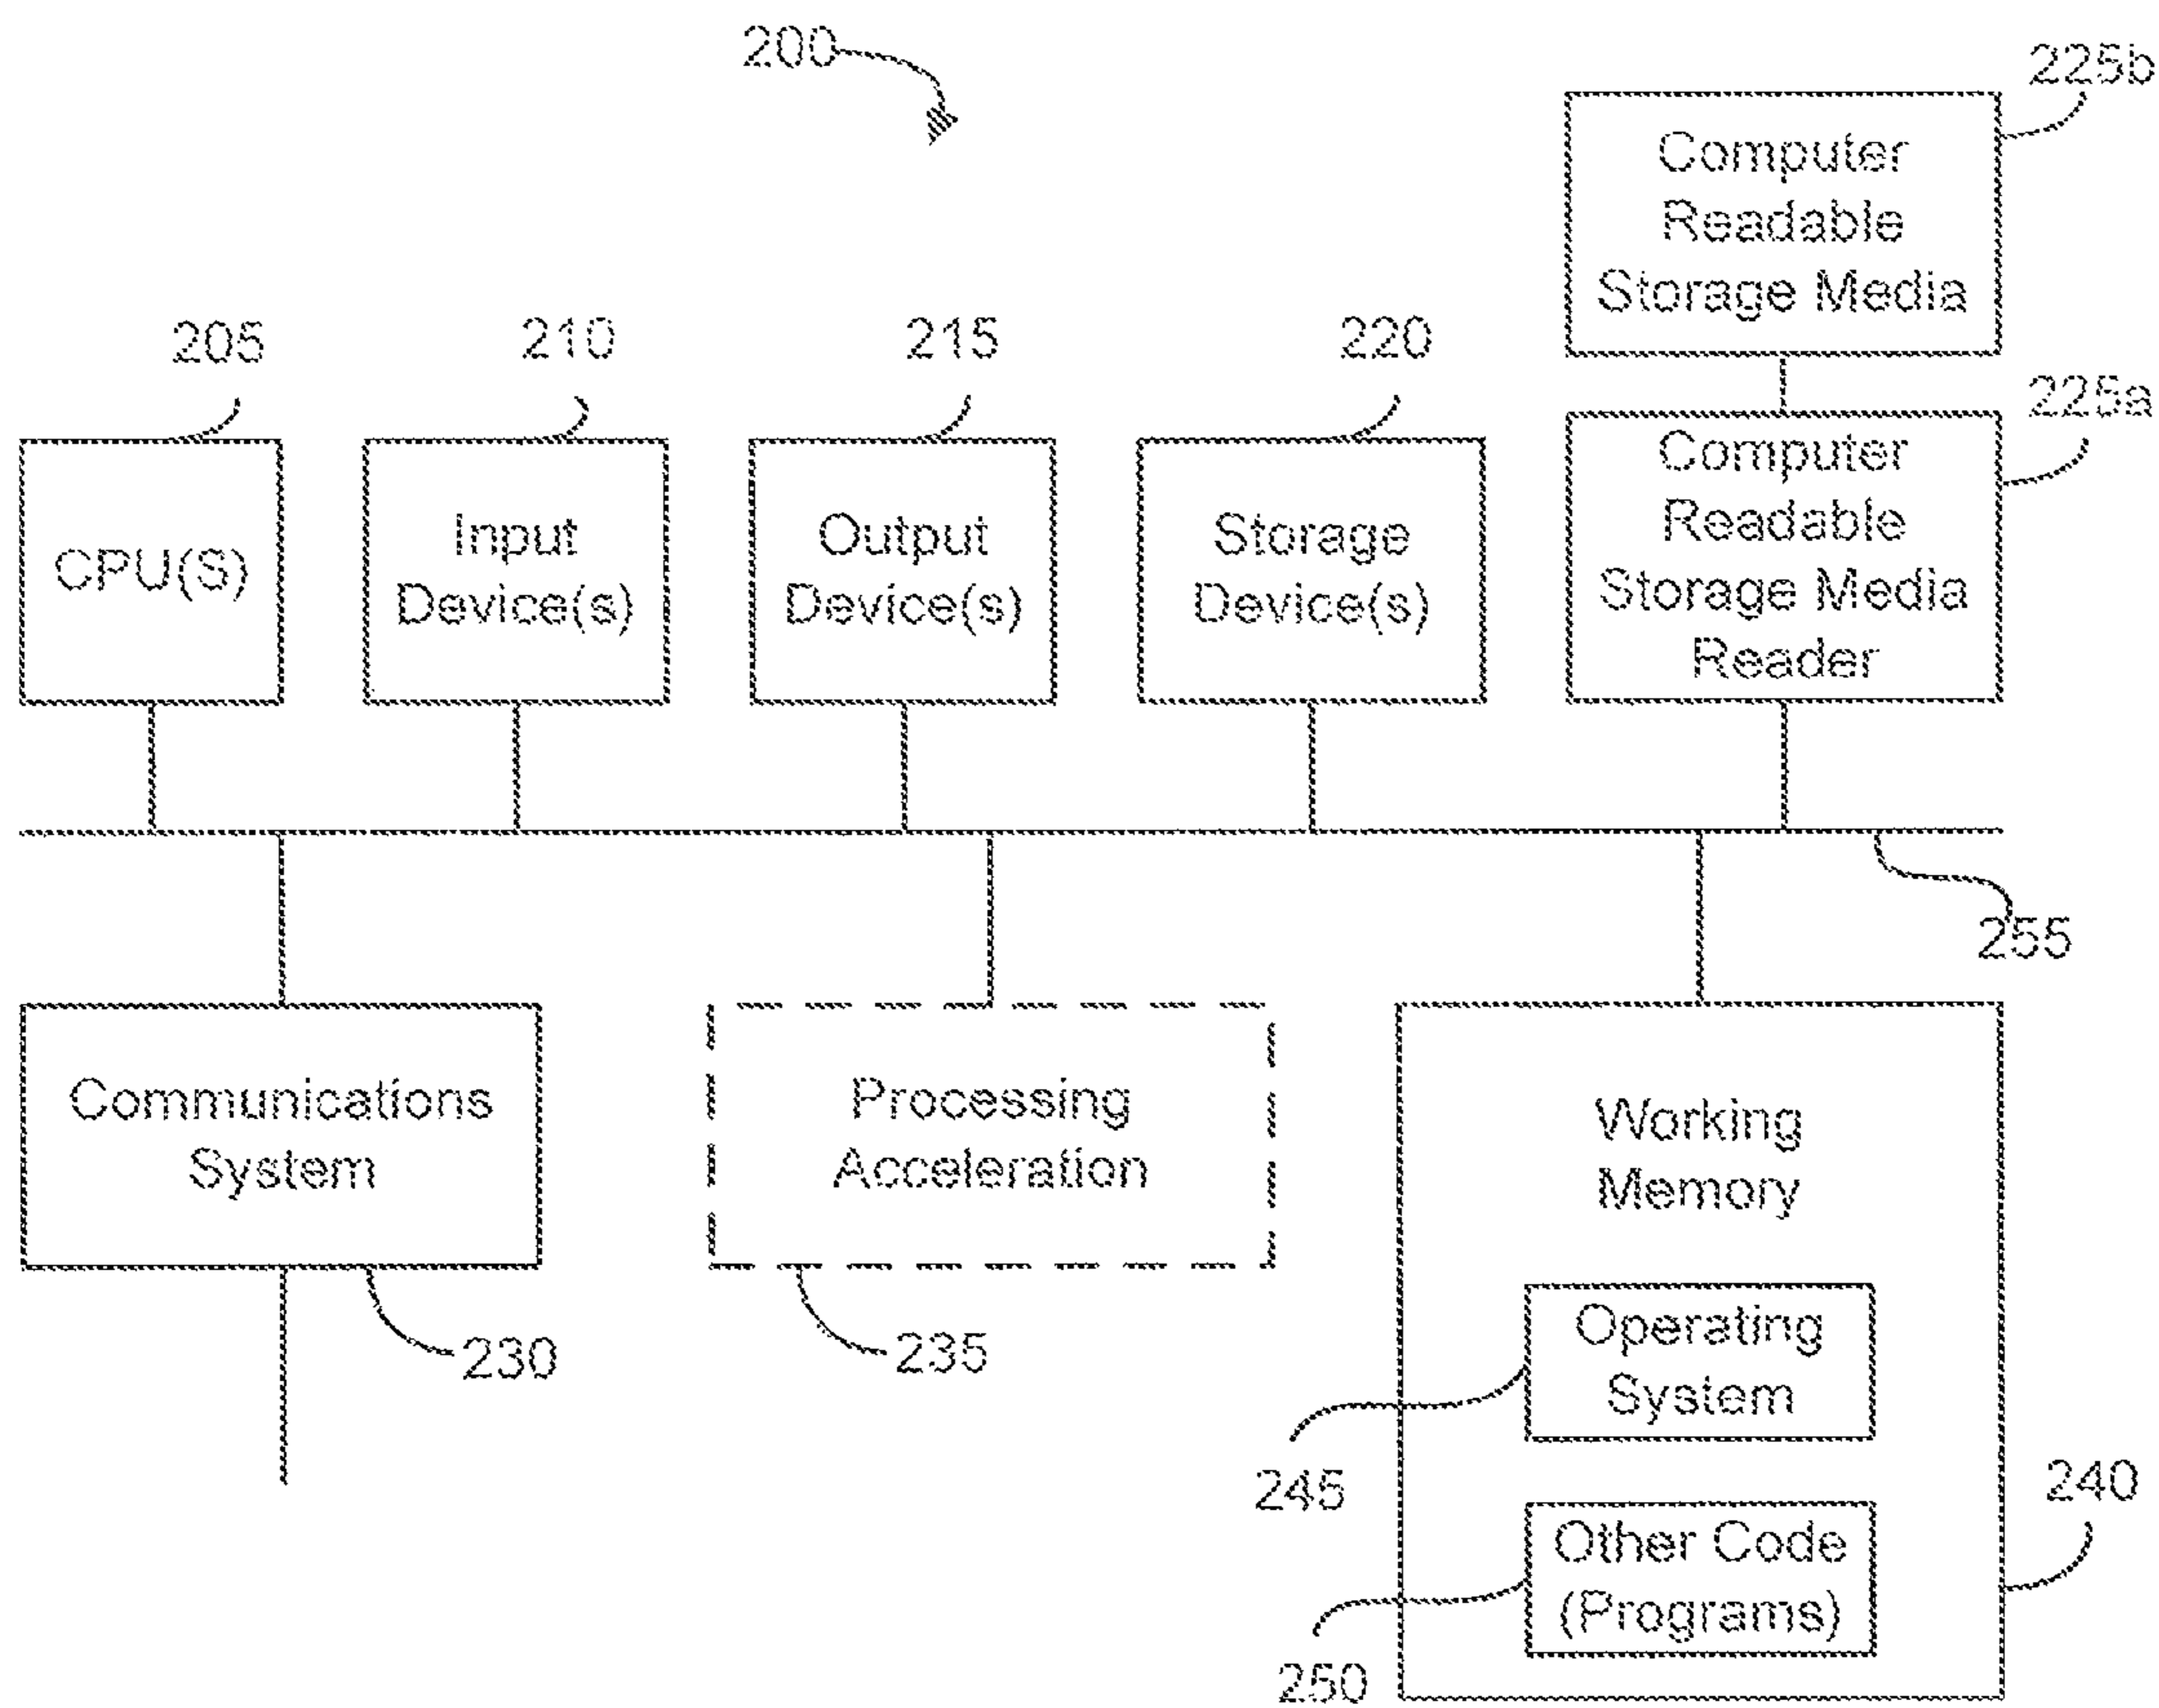 200
225b
Computer
Readable
Storage Media
205
210
215
220
225a
CPU(S)
Input
Device(s)
Output
Device(s)
Storage
Device(s)
Computer
Readable
Storage Media
Reader
255
Communications
System
Processing
Acceleration
Working
Memory
230
235
Operating
System
245
240
Other Code
(Programs)
250